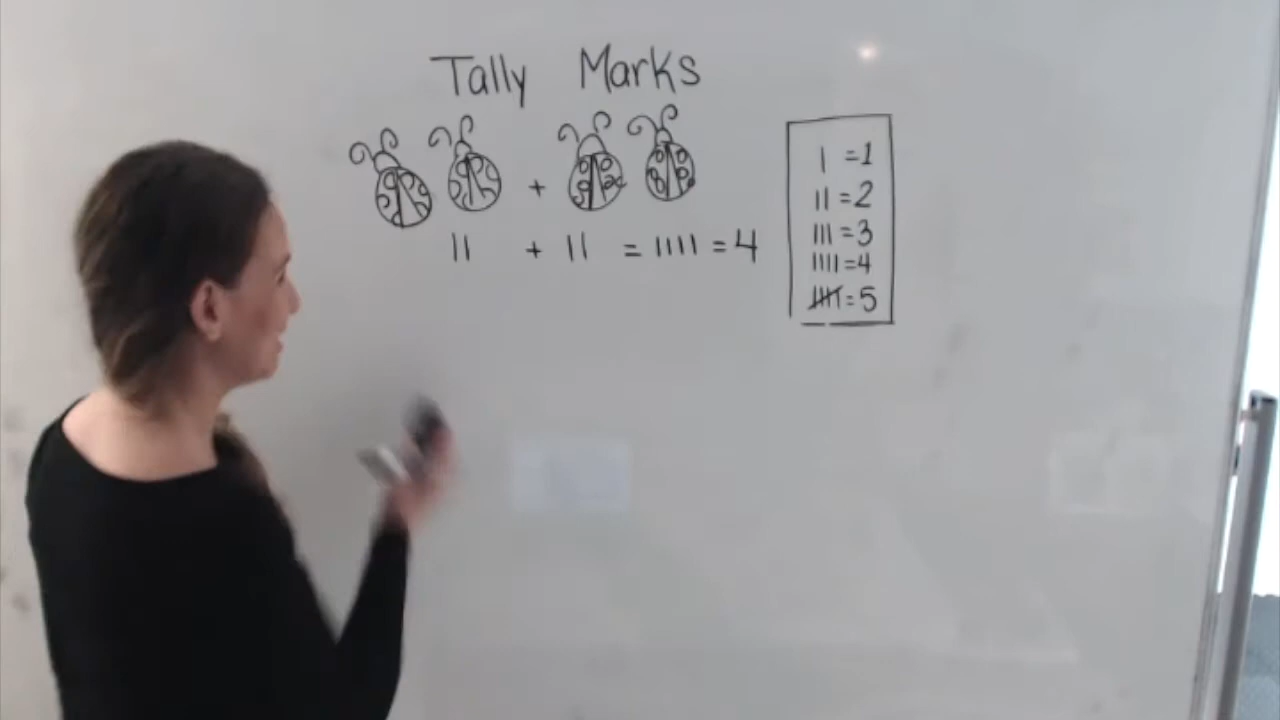 Tally Marks
+
|| + || = |||| = 4
| = 1
|| = 2
||| = 3
|||| = 4
~~||||~~ = 5